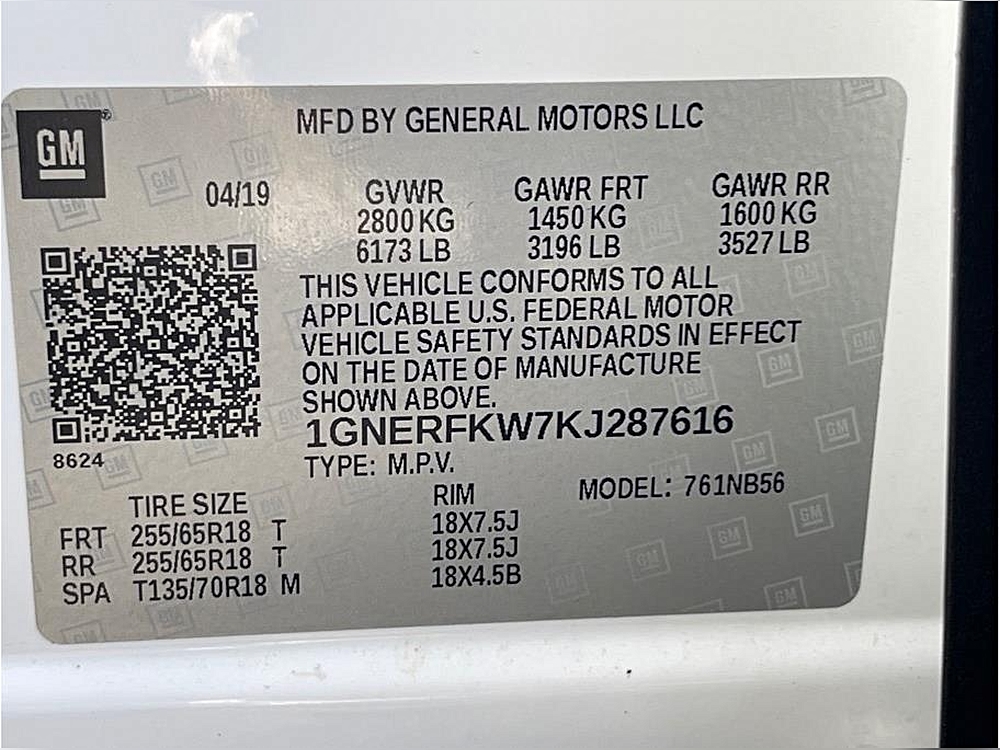 GM
MFD BY GENERAL MOTORS LLC
04/19 GVWR GAWR FRT GAWR RR
2800 KG 1450 KG 1600 KG
6173 LB 3196 LB 3527 LB
THIS VEHICLE CONFORMS TO ALL
APPLICABLE U.S. FEDERAL MOTOR
VEHICLE SAFETY STANDARDS IN EFFECT
ON THE DATE OF MANUFACTURE
SHOWN ABOVE.
1GNERFKW7KJ287616
8624
TYPE: M.P.V.
TIRE SIZE RIM MODEL: 761NB56
FRT 255/65R18 T 18X7.5J
RR 255/65R18 T 18X7.5J
SPA T135/70R18 M 18X4.5B